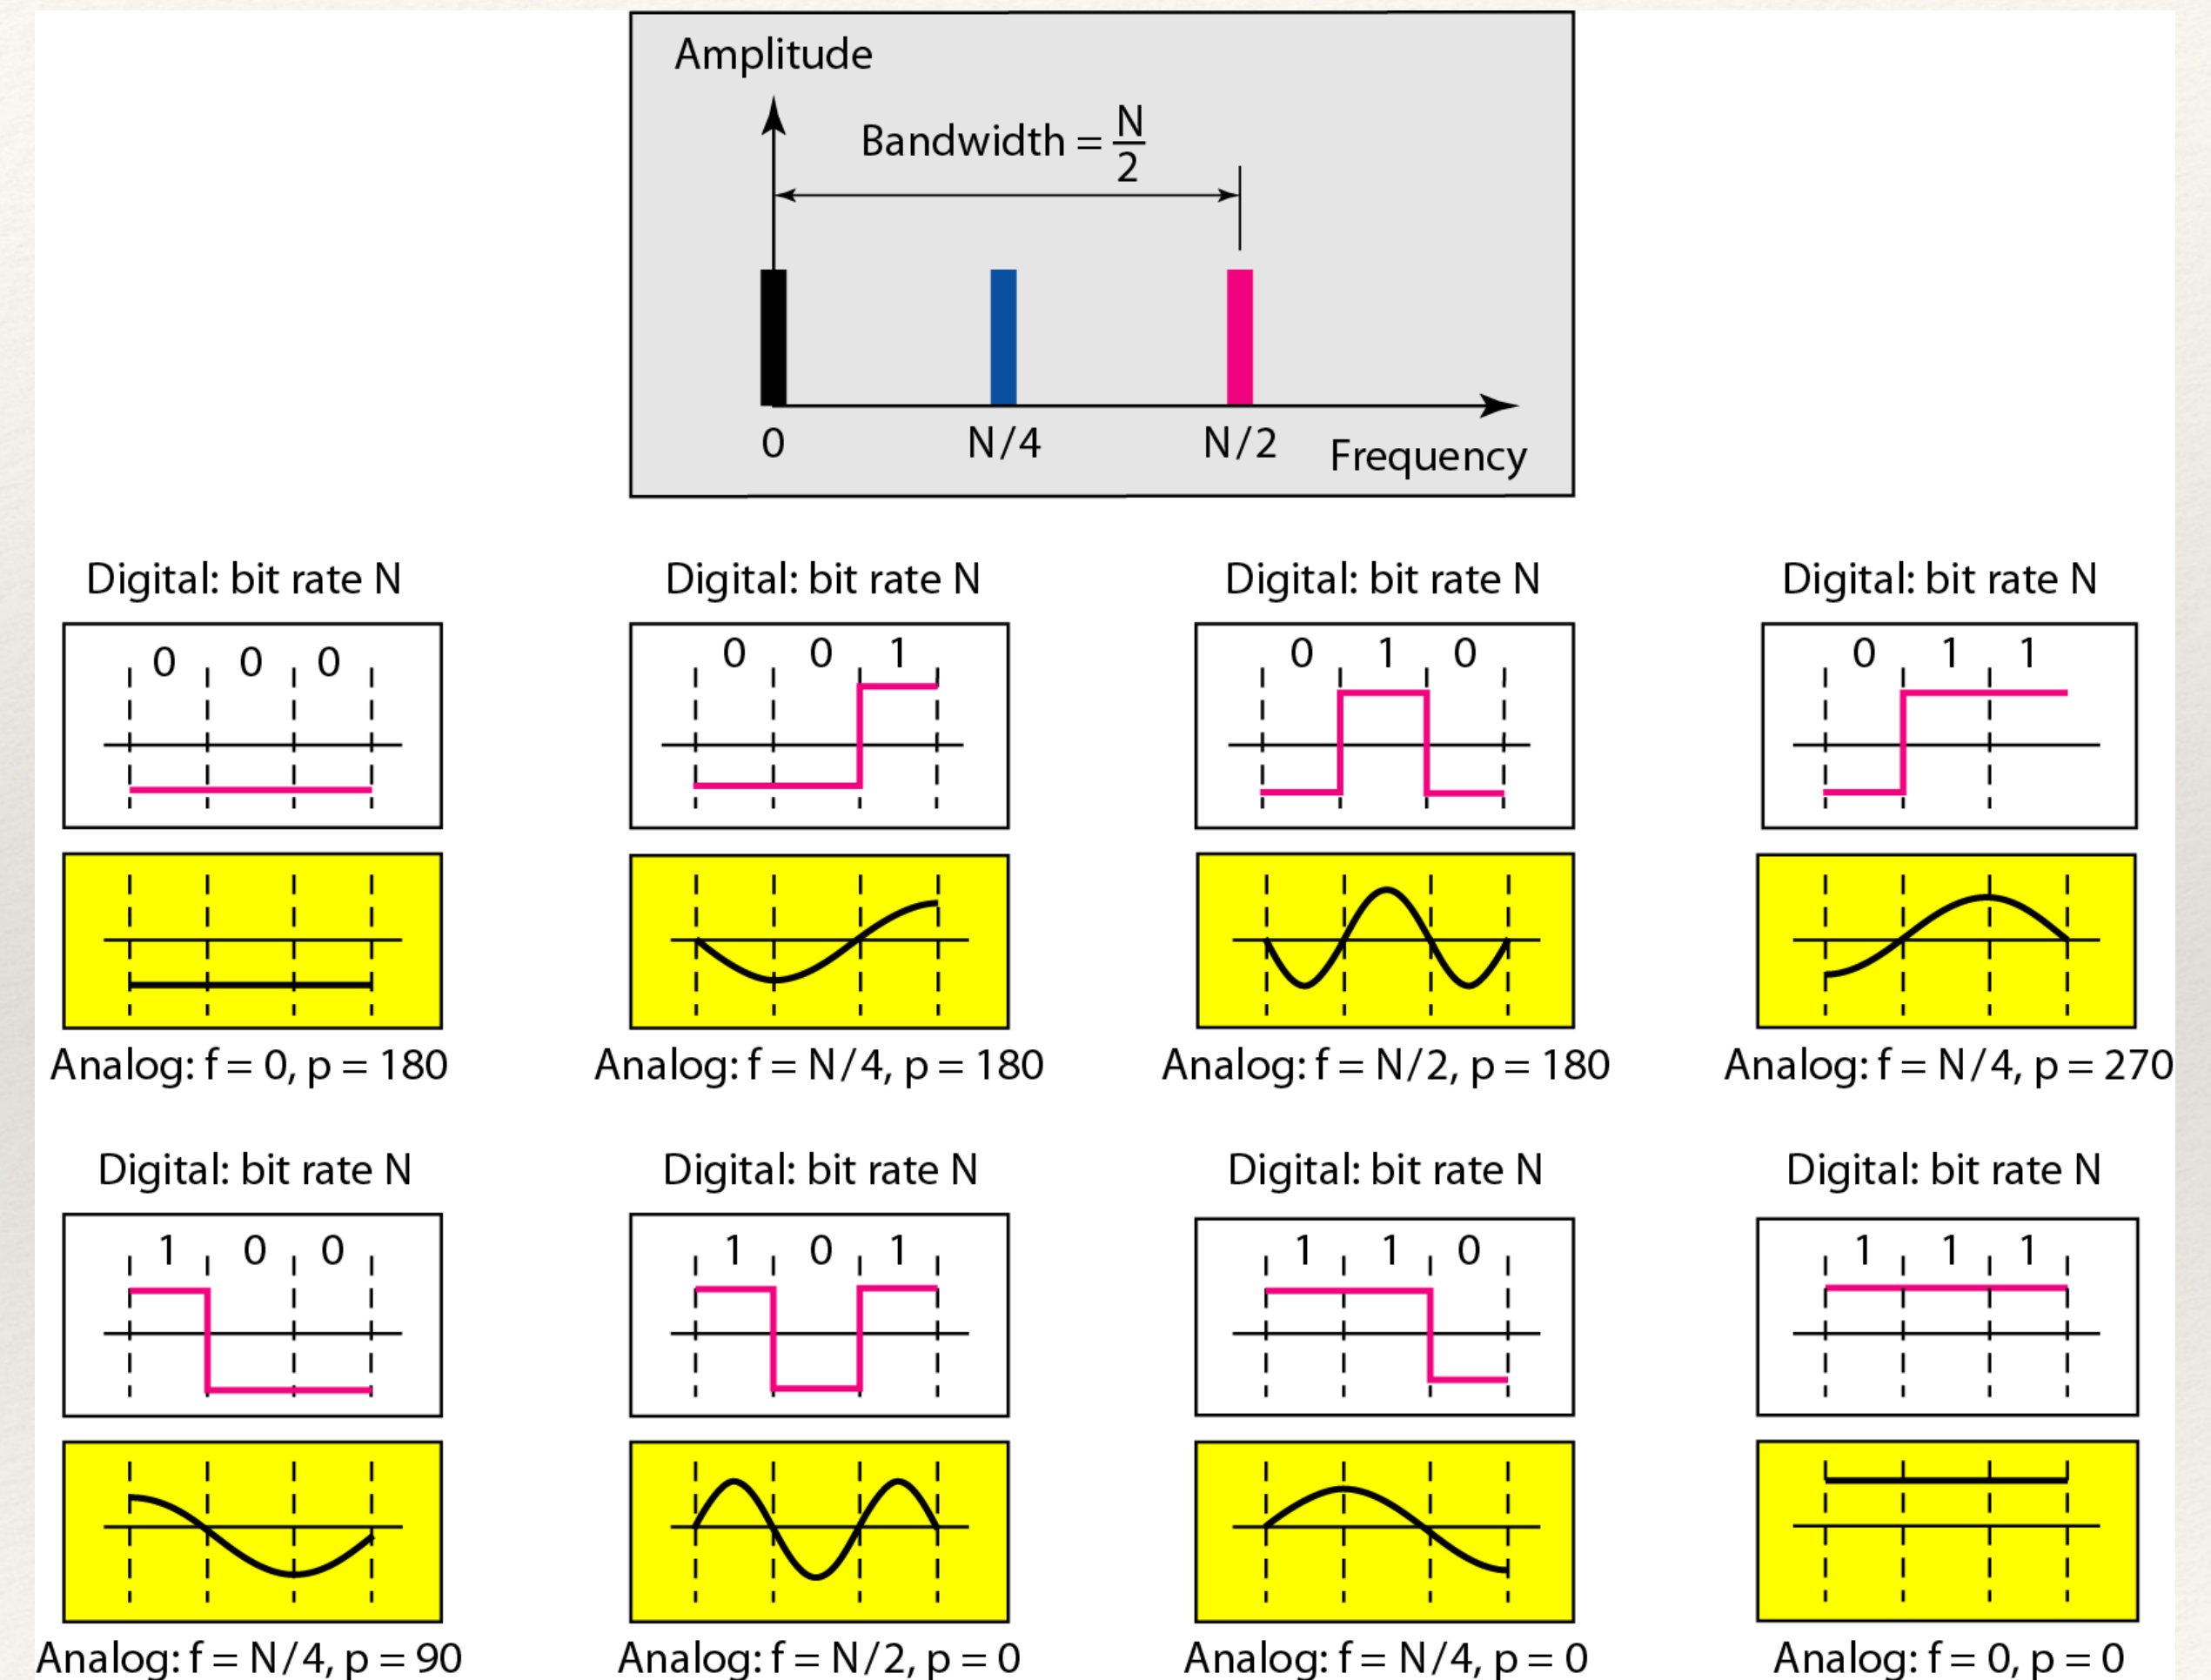 Amplitude
Bandwidth = N/2
0 N/4 N/2 Frequency
Digital: bit rate N Digital: bit rate N Digital: bit rate N Digital: bit rate N
0 0 0 0 0 1 0 1 0 0 1 1
Analog: f = 0, p = 180 Analog: f = N/4, p = 180 Analog: f = N/2, p = 180 Analog: f = N/4, p = 270
Digital: bit rate N Digital: bit rate N Digital: bit rate N Digital: bit rate N
1 0 0 1 0 1 1 1 0 1 1 1
Analog: f = N/4, p = 90 Analog: f = N/2, p = 0 Analog: f = N/4, p = 0 Analog: f = 0, p = 0